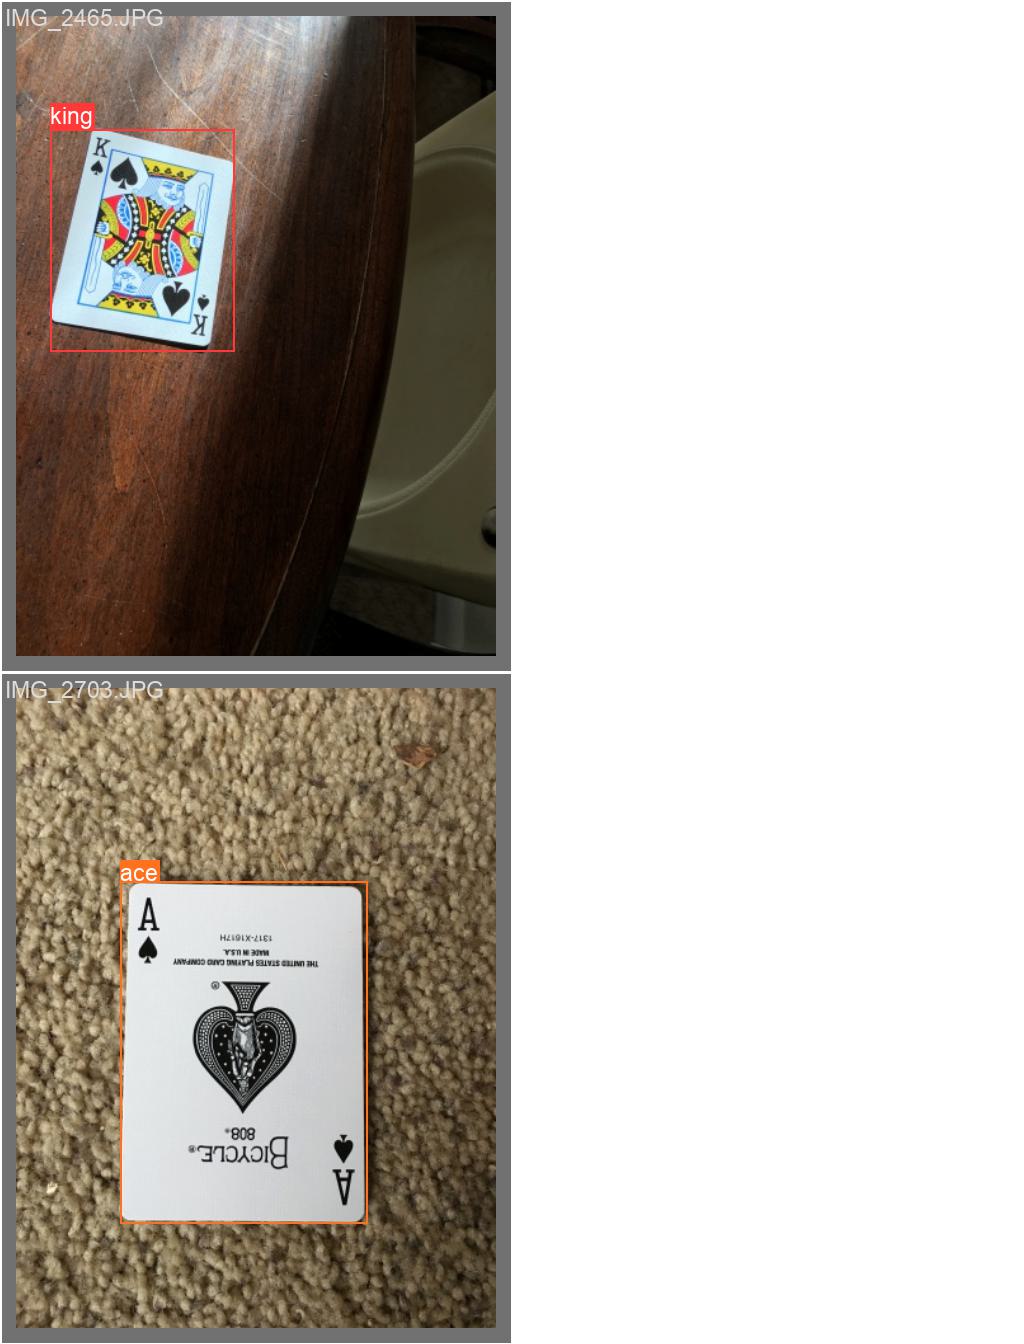 IMG_2465.JPG
king
K
K
IMG_2703.JPG
ace
A
1317-X1617H
MADE IN U.S.A.
THE UNITED STATES PLAYING CARD COMPANY
®
808®
BICYCLE®
A